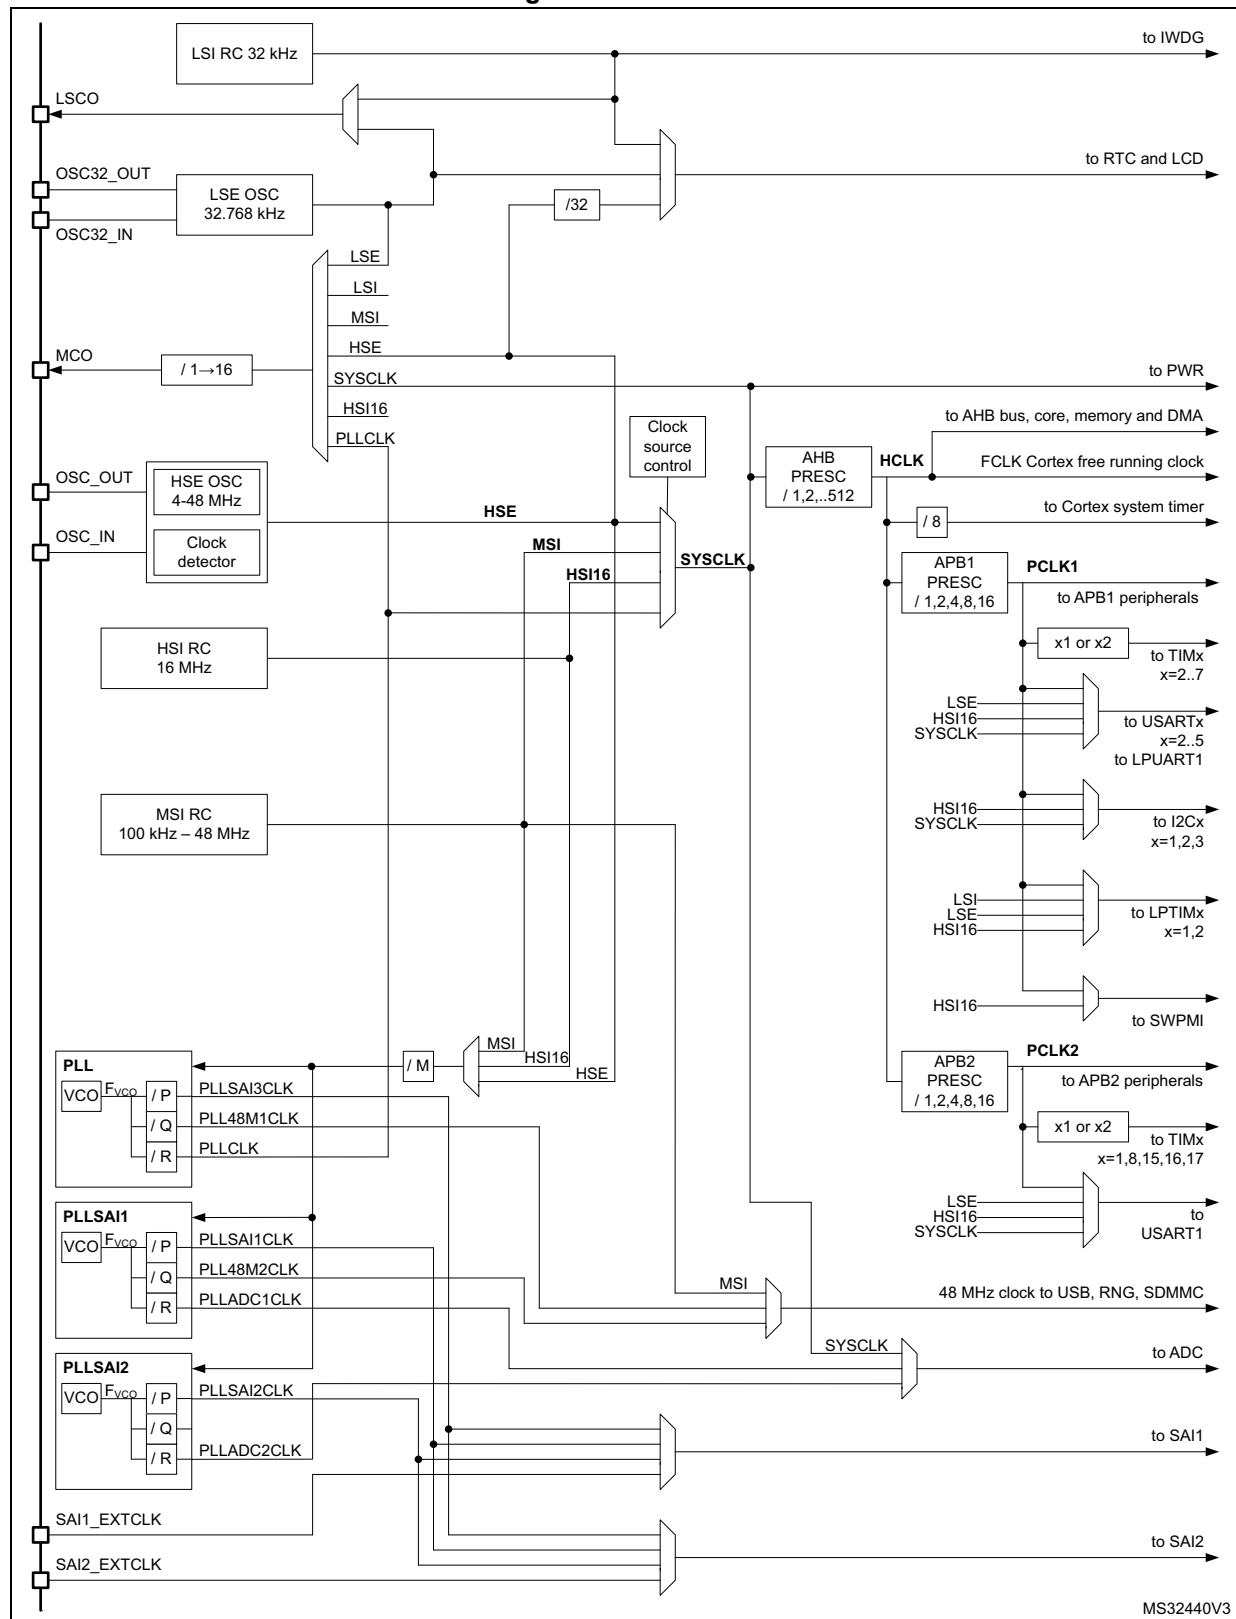 LSI RC 32 kHz
to IWDG
LSCO
OSC32_OUT
to RTC and LCD
LSE OSC
32.768 kHz
/32
OSC32_IN
LSE
LSI
MSI
HSE
MCO
/ 1→16
SYSCLK
to PWR
HSI16
PLLCLK
Clock
source
control
to AHB bus, core, memory and DMA
AHB
PRESC
/ 1,2,..512
HCLK
FCLK Cortex free running clock
OSC_OUT
HSE OSC
4-48 MHz
to Cortex system timer
/ 8
HSE
OSC_IN
Clock
detector
MSI
SYSCLK
HSI16
APB1
PRESC
/ 1,2,4,8,16
PCLK1
to APB1 peripherals
HSI RC
16 MHz
x1 or x2
to TIMx
x=2..7
LSE
HSI16
SYSCLK
to USARTx
x=2..5
to LPUART1
MSI RC
100 kHz – 48 MHz
HSI16
SYSCLK
to I2Cx
x=1,2,3
LSI
LSE
HSI16
to LPTIMx
x=1,2
HSI16
to SWPMI
MSI
HSI16
HSE
/ M
PLL
VCO
FVCO
/ P
PLLSAI3CLK
/ Q
PLL48M1CLK
/ R
PLLCLK
APB2
PRESC
/ 1,2,4,8,16
PCLK2
to APB2 peripherals
x1 or x2
to TIMx
x=1,8,15,16,17
LSE
HSI16
SYSCLK
to
USART1
PLLSAI1
VCO
FVCO
/ P
PLLSAI1CLK
/ Q
PLL48M2CLK
/ R
PLLADC1CLK
MSI
48 MHz clock to USB, RNG, SDMMC
SYSCLK
to ADC
PLLSAI2
VCO
FVCO
/ P
PLLSAI2CLK
/ Q
/ R
PLLADC2CLK
to SAI1
SAI1_EXTCLK
to SAI2
SAI2_EXTCLK
MS32440V3